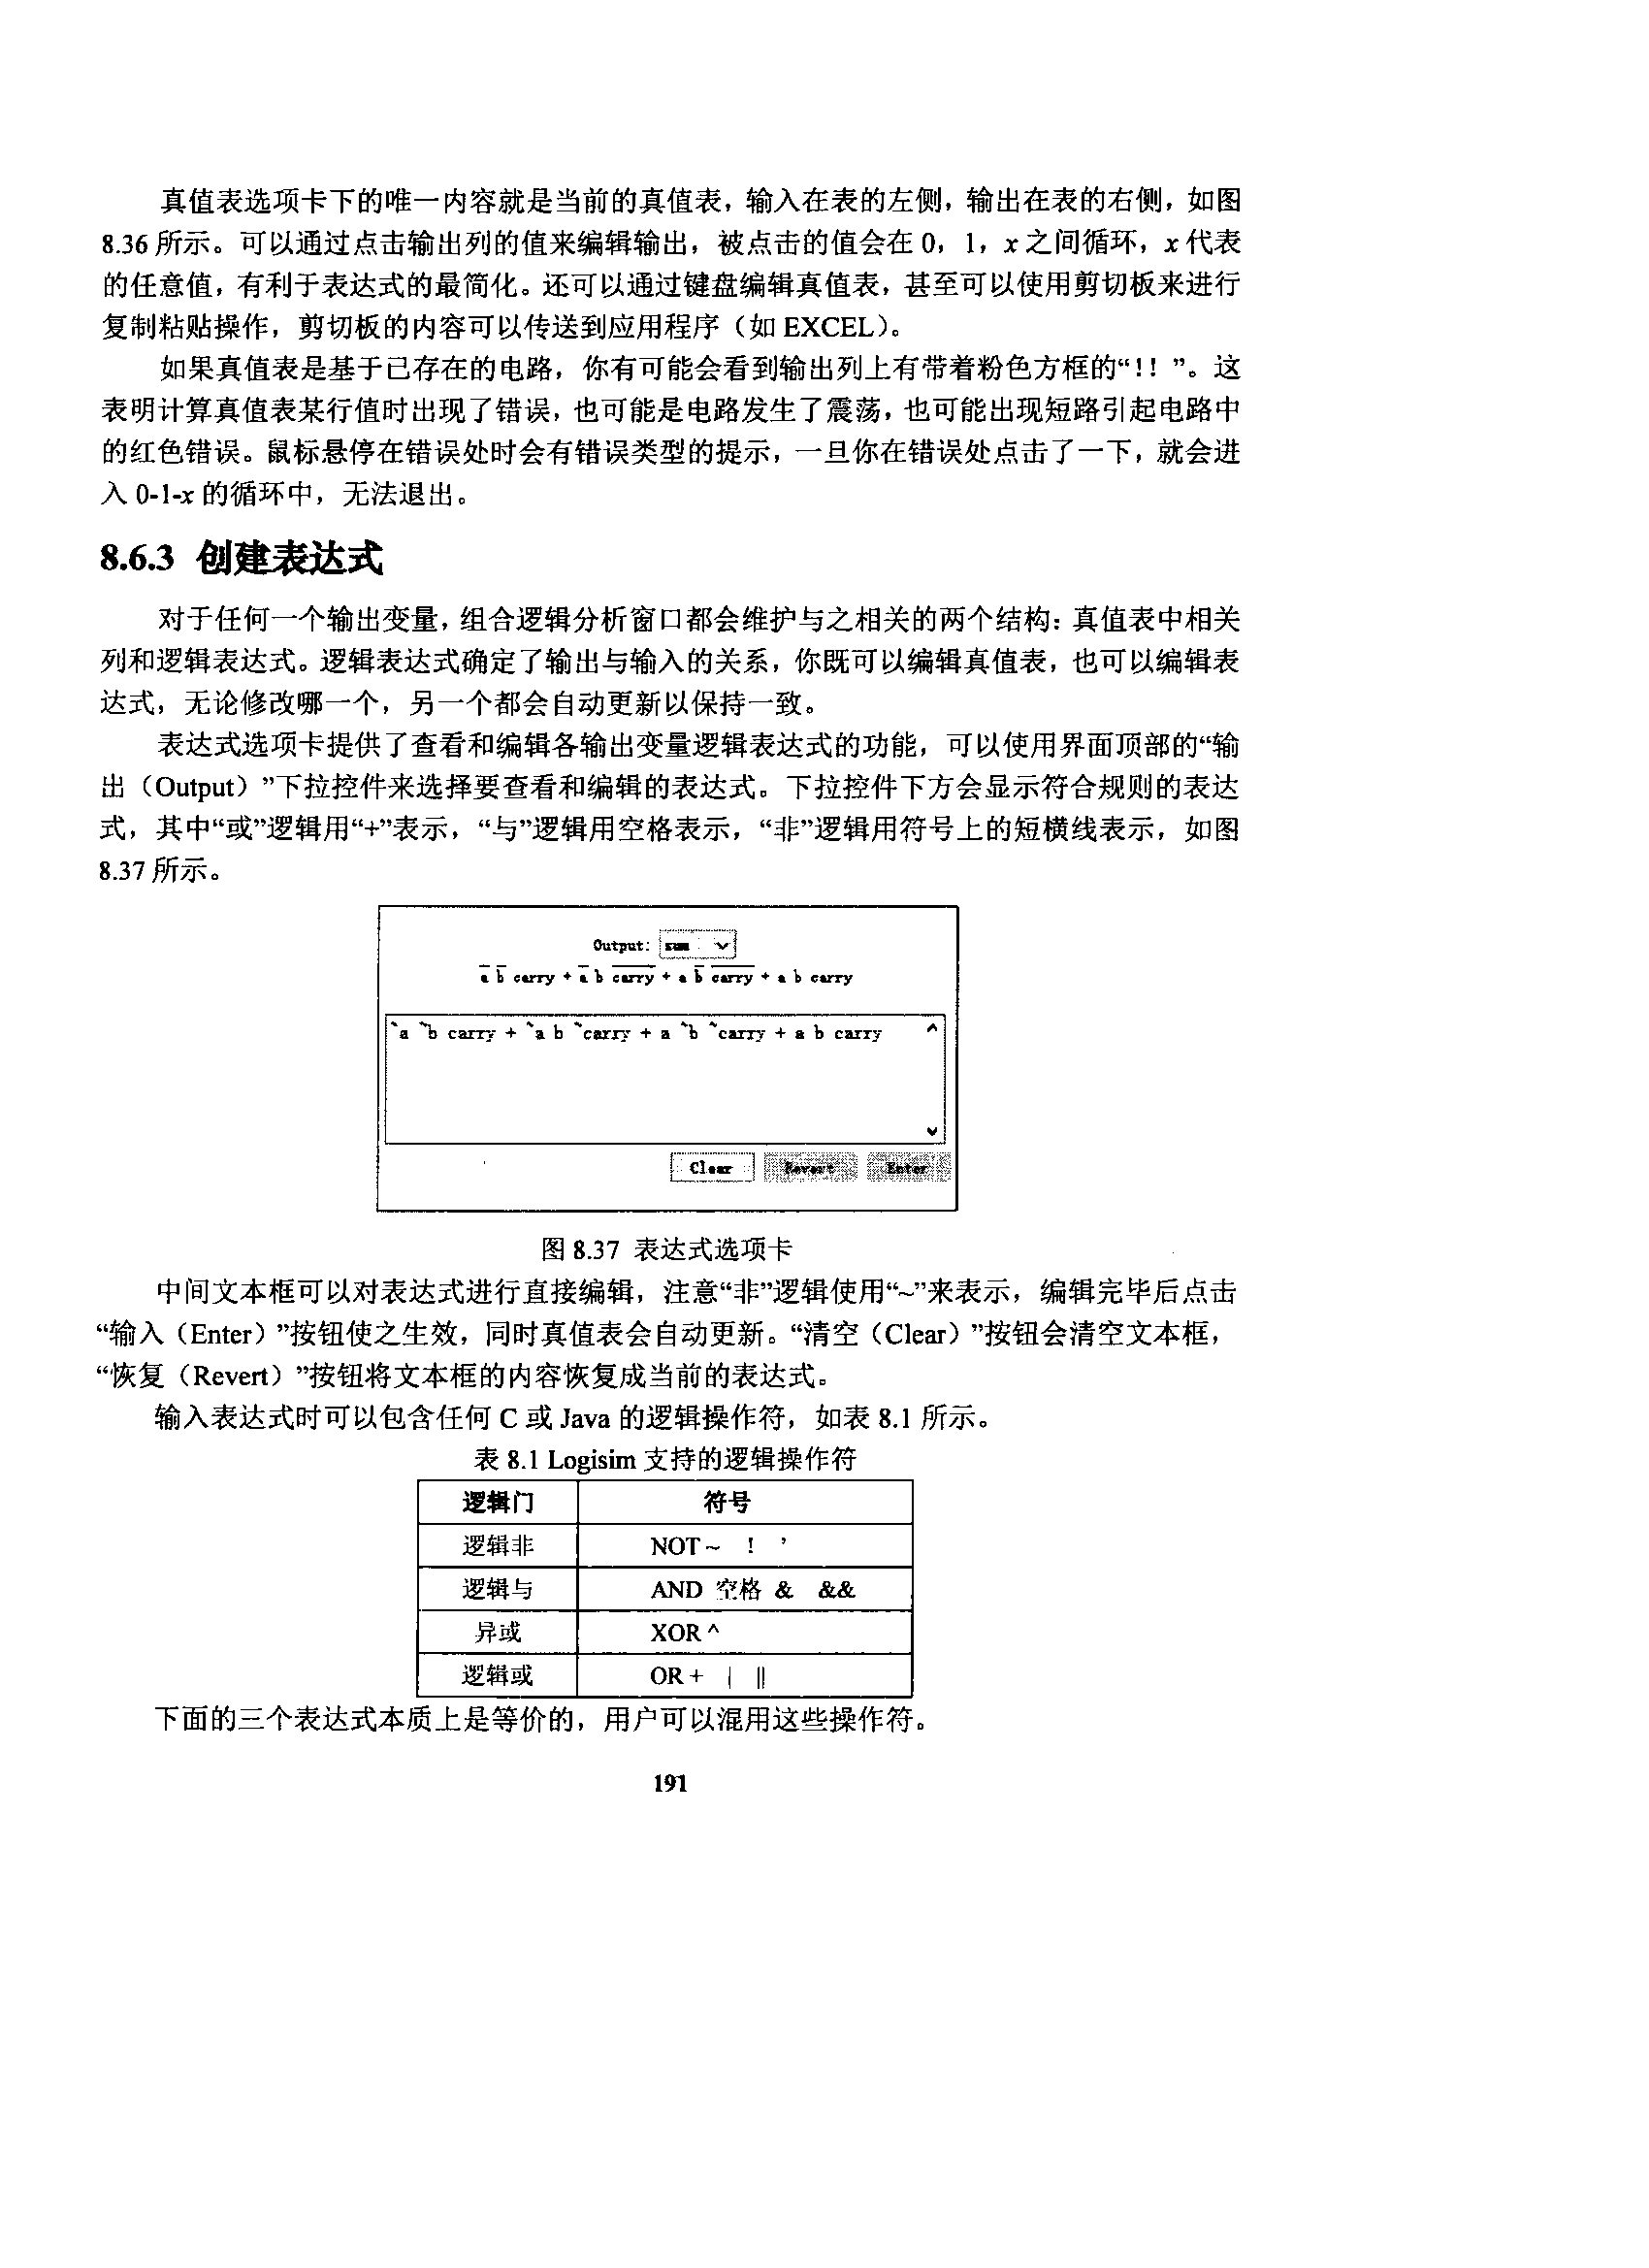 真值表选项卡下的唯一内容就是当前的真值表，输入在表的左侧，输出在表的右侧，如图
8.36 所示。可以通过点击输出列的值来编辑输出，被点击的值会在 0，1，x 之间循环，x 代表
的任意值，有利于表达式的最简化。还可以通过键盘编辑真值表，甚至可以使用剪切板来进行
复制粘贴操作，剪切板的内容可以传送到应用程序（如 EXCEL）。
如果真值表是基于已存在的电路，你有可能会看到输出列上有带着粉色方框的“!! ”。这
表明计算真值表某行值时出现了错误，也可能是电路发生了震荡，也可能出现短路引起电路中
的红色错误。鼠标悬停在错误处时会有错误类型的提示，一旦你在错误处点击了一下，就会进
入 0-1-x 的循环中，无法退出。
8.6.3 创建表达式
对于任何一个输出变量，组合逻辑分析窗口都会维护与之相关的两个结构：真值表中相关
列和逻辑表达式。逻辑表达式确定了输出与输入的关系，你既可以编辑真值表，也可以编辑表
达式，无论修改哪一个，另一个都会自动更新以保持一致。
表达式选项卡提供了查看和编辑各输出变量逻辑表达式的功能，可以使用界面顶部的“输
出（Output）”下拉控件来选择要查看和编辑的表达式。下拉控件下方会显示符合规则的表达
式，其中“或”逻辑用“+”表示，“与”逻辑用空格表示，“非”逻辑用符号上的短横线表示，如图
8.37 所示。
Output: sum
a̅ b̅ carry + a̅ b c̅a̅r̅r̅y̅ + a b̅ c̅a̅r̅r̅y̅ + a b carry
~a ~b carry + ~a b ~carry + a ~b ~carry + a b carry
Clear Revert Enter
图 8.37 表达式选项卡
中间文本框可以对表达式进行直接编辑，注意“非”逻辑使用“~”来表示，编辑完毕后点击
“输入（Enter）”按钮使之生效，同时真值表会自动更新。“清空（Clear）”按钮会清空文本框，
“恢复（Revert）”按钮将文本框的内容恢复成当前的表达式。
输入表达式时可以包含任何 C 或 Java 的逻辑操作符，如表 8.1 所示。
表 8.1 Logisim 支持的逻辑操作符
逻辑门 符号
逻辑非 NOT ~ ! ’
逻辑与 AND 空格 & &&
异或 XOR ^
逻辑或 OR + | ||
下面的三个表达式本质上是等价的，用户可以混用这些操作符。
191